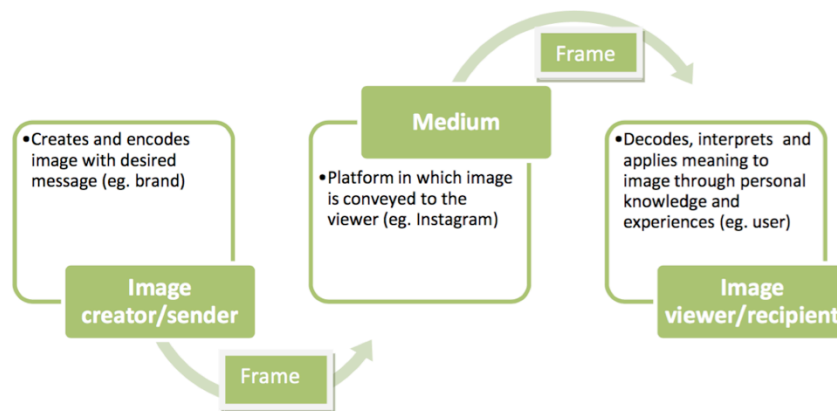 Frame
Medium
•Creates and encodes
image with desired
message (eg. brand)
Image
creator/sender
Frame
•Platform in which image
is conveyed to the
viewer (eg. Instagram)
•Decodes, interprets and
applies meaning to
image through personal
knowledge and
experiences (eg. user)
Image
viewer/recipient